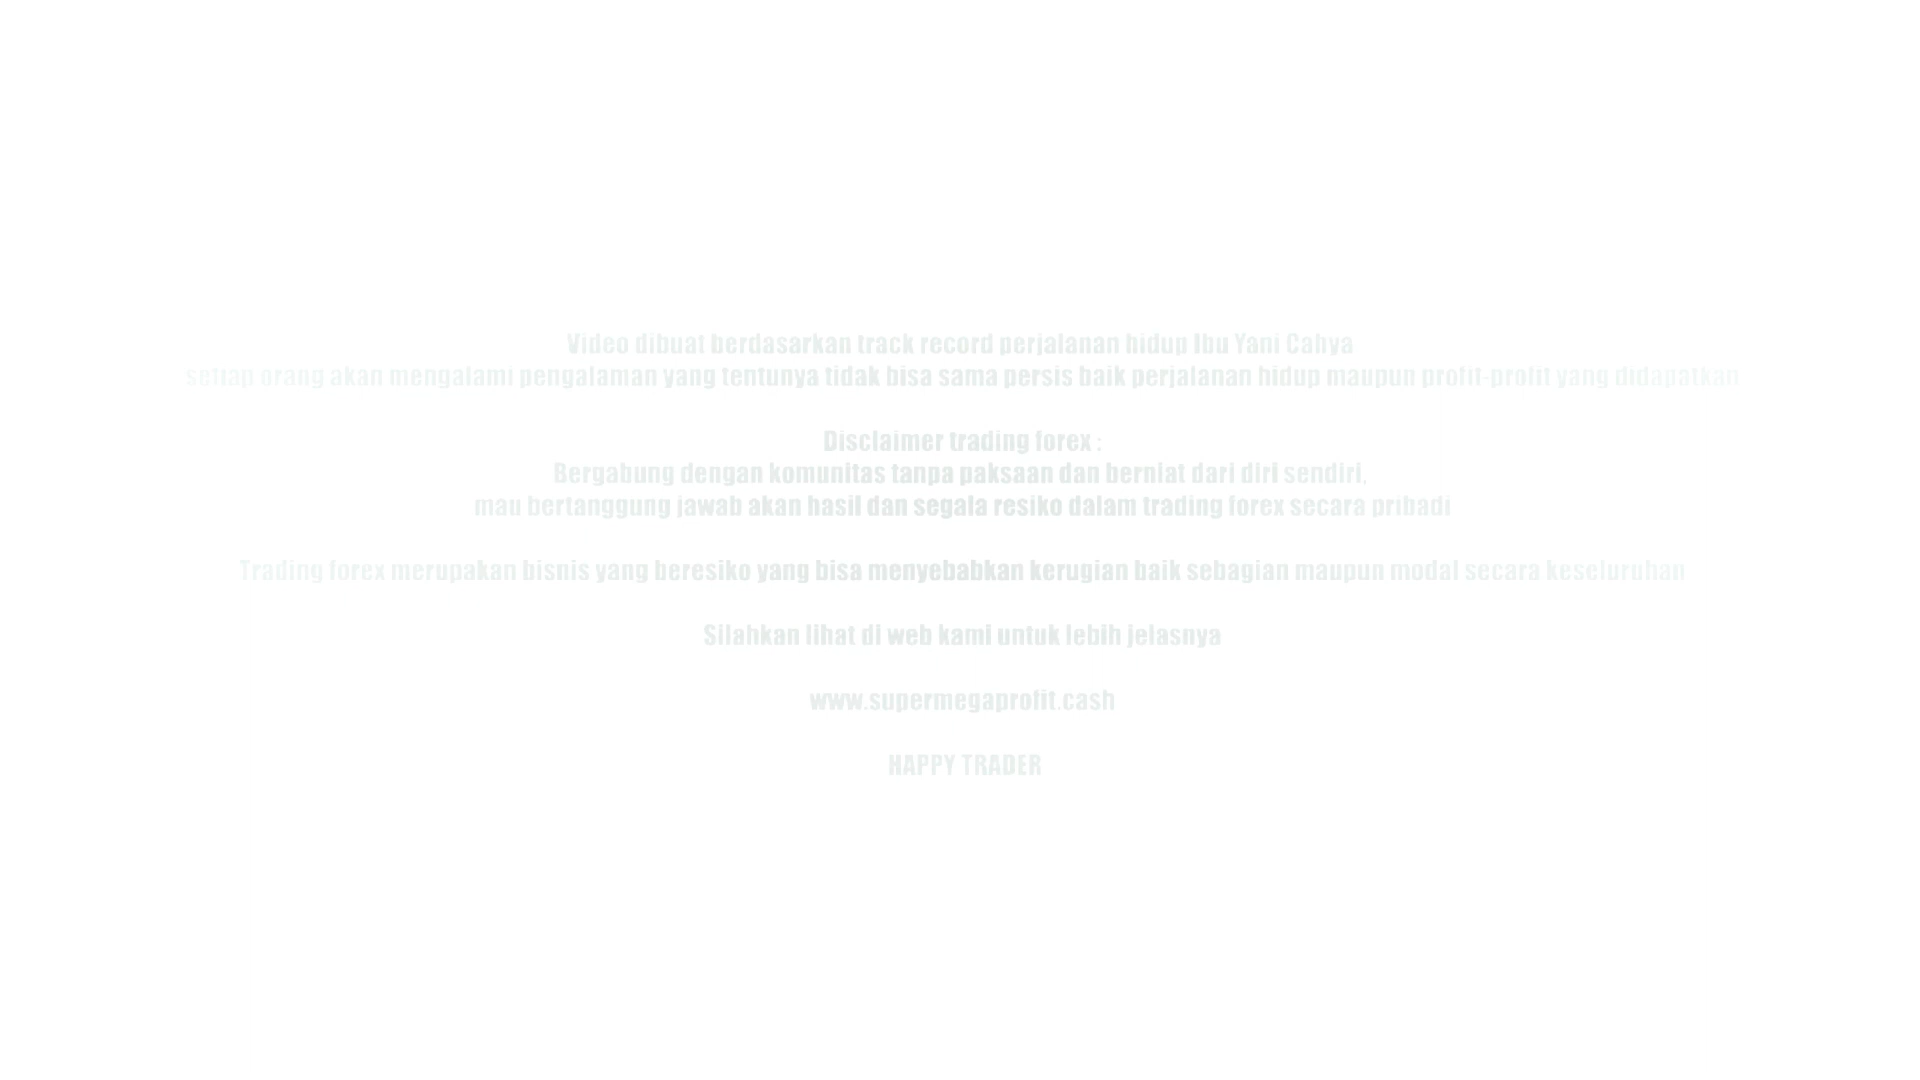 Video dibuat berdasarkan track record perjalanan hidup Ibu Yani Cahya
setiap orang akan mengalami pengalaman yang tentunya tidak bisa sama persis baik perjalanan hidup maupun profit-profit yang didapatkan
Disclaimer trading forex :
Bergabung dengan komunitas tanpa paksaan dan berniat dari diri sendiri,
mau bertanggung jawab akan hasil dan segala resiko dalam trading forex secara pribadi
Trading forex merupakan bisnis yang beresiko yang bisa menyebabkan kerugian baik sebagian maupun modal secara keseluruhan
Silahkan lihat di web kami untuk lebih jelasnya
www.supermegaprofit.cash
HAPPY TRADER